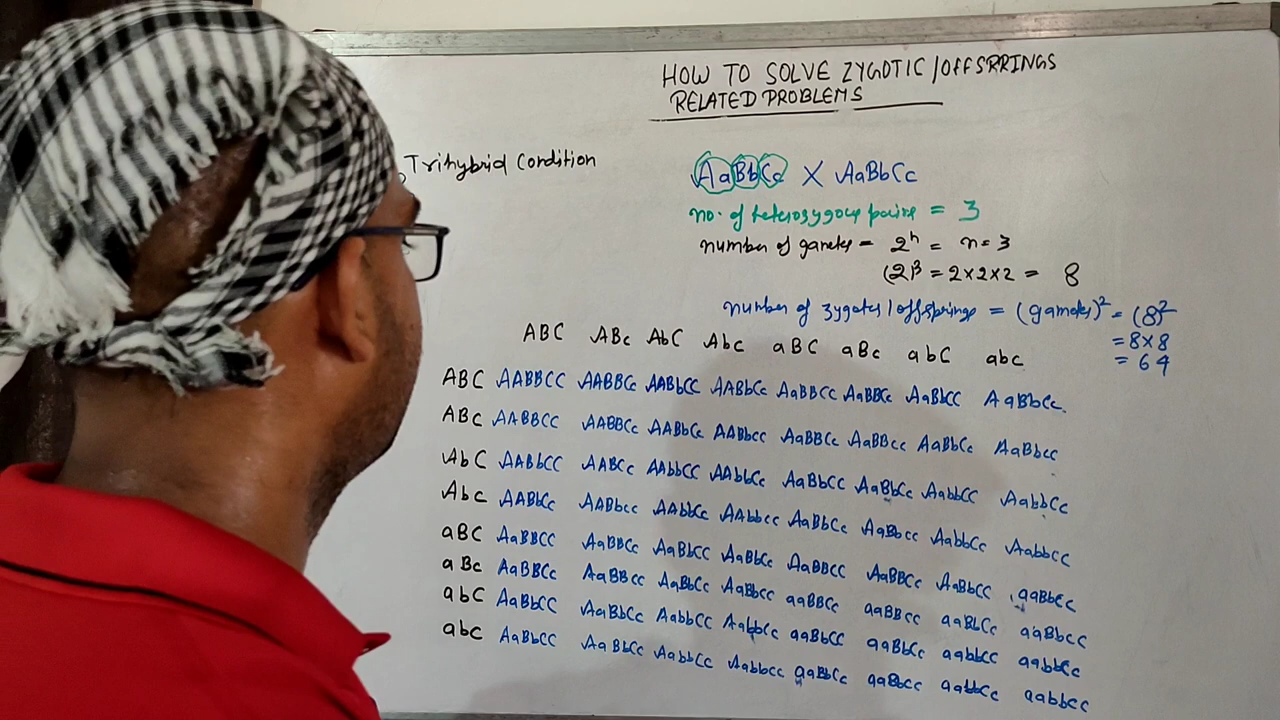 HOW TO SOLVE ZYGOTIC/OFFSRRINGS
RELATED PROBLEMS
Trihybrid Condition
AaBbCc X AaBbCc
no. of heterozygous pairs = 3
number of gametes = 2ⁿ = n=3
(2)³ = 2×2×2 = 8
number of zygotes/offsprings = (gametes)² = (8)²
= 8×8
= 64
ABC ABc AbC Abc aBC aBc abC abc
ABC AABBCC AABBCc AABbCC AABbCc AaBBCC AaBBCc AaBbCC AaBbCc
ABc AABBCC AABBCc AABbCc AABbcc AaBBCc AaBBcc AaBbCc AaBbcc
AbC AABbCC AABCc AAbbCC AAbbCc AaBbCC AaBbCc AabbCC AabbCc
Abc AABbCc AABbcc AAbbCc AAbbcc AaBbCc AaBbcc AabbCc Aabbcc
aBC AaBBCC AaBBCc AaBbCC AaBbCc AaBBCC AaBBCc AaBbCC aaBbCc
aBc AaBBCc AaBBcc AaBbCc AaBbcc aaBBCc aaBBcc aaBbCc aaBbcc
abC AaBbCC AaBbCc AabbCC AabbCc aaBbCC aaBbCc aabbCC aabbCc
abc AaBbCC AaBbCc AabbCC Aabbcc aaBbCc aaBbcc aabbCc aabbcc